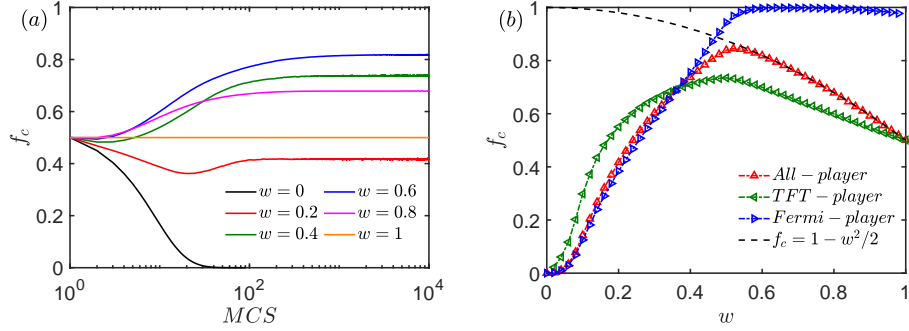 (a)
1
0.8
0.6
0.4
0.2
0
f_c
w = 0
w = 0.2
w = 0.4
w = 0.6
w = 0.8
w = 1
10^0 10^2 10^4
MCS
(b)
1
0.8
0.6
0.4
0.2
0
f_c
All − player
TFT − player
Fermi − player
f_c = 1 − w^2/2
0 0.2 0.4 0.6 0.8 1
w